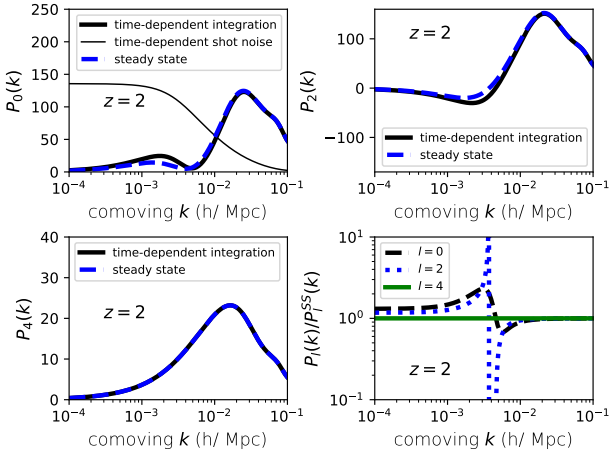 250
200
150
100
50
0
P₀(k)
time-dependent integration
time-dependent shot noise
steady state
z = 2
10⁻⁴ 10⁻³ 10⁻² 10⁻¹
comoving k (h/ Mpc)
100
0
−100
P₂(k)
z = 2
time-dependent integration
steady state
10⁻⁴ 10⁻³ 10⁻² 10⁻¹
comoving k (h/ Mpc)
40
30
20
10
0
P₄(k)
time-dependent integration
steady state
z = 2
10⁻⁴ 10⁻³ 10⁻² 10⁻¹
comoving k (h/ Mpc)
10¹
10⁰
10⁻¹
Pₗ(k)/Pₗˢˢ(k)
l = 0
l = 2
l = 4
z = 2
10⁻⁴ 10⁻³ 10⁻² 10⁻¹
comoving k (h/ Mpc)